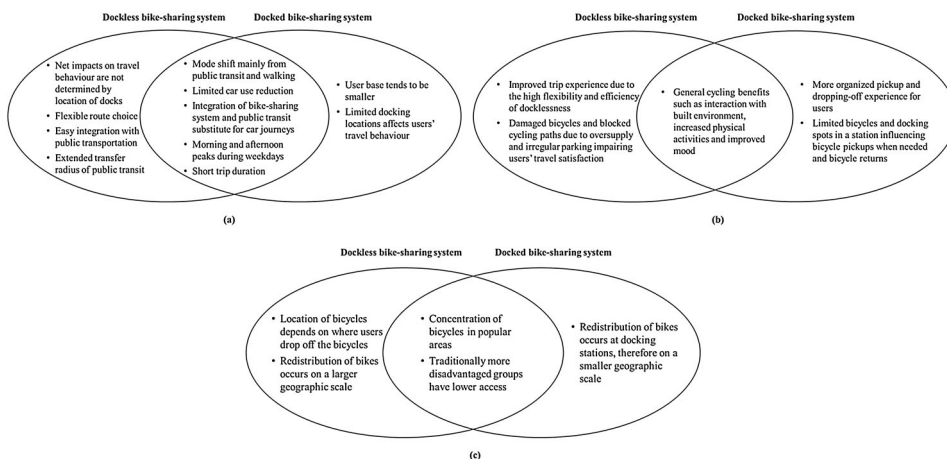 Dockless bike-sharing system
Docked bike-sharing system
• Net impacts on travel
behaviour are not
determined by
location of docks
• Flexible route choice
• Easy integration with
public transportation
• Extended transfer
radius of public transit
• Mode shift mainly from
public transit and walking
• Limited car use reduction
• Integration of bike-sharing
system and public transit
substitute for car journeys
• Morning and afternoon
peaks during weekdays
• Short trip duration
• User base tends to be
smaller
• Limited docking
locations affects users'
travel behaviour
(a)
Dockless bike-sharing system
Docked bike-sharing system
• Improved trip experience due to
the high flexibility and efficiency
of docklessness
• Damaged bicycles and blocked
cycling paths due to oversupply
and irregular parking impairing
users' travel satisfaction
• General cycling benefits
such as interaction with
built environment,
increased physical
activities and improved
mood
• More organized pickup and
dropping-off experience for
users
• Limited bicycles and docking
spots in a station influencing
bicycle pickups when needed
and bicycle returns
(b)
Dockless bike-sharing system
Docked bike-sharing system
• Location of bicycles
depends on where users
drop off the bicycles
• Redistribution of bikes
occurs on a larger
geographic scale
• Concentration of
bicycles in popular
areas
• Traditionally more
disadvantaged groups
have lower access
• Redistribution of bikes
occurs at docking
stations, therefore on a
smaller geographic
scale
(c)